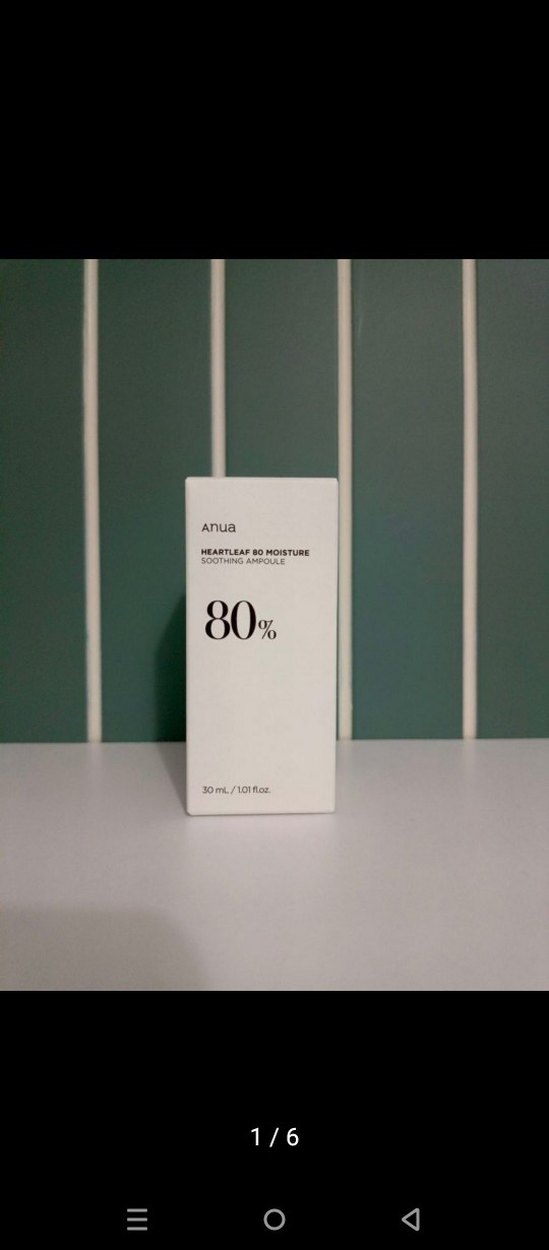 Anua
HEARTLEAF 80 MOISTURE
SOOTHING AMPOULE
80%
30 mL / 1.01 fl.oz.
1 / 6